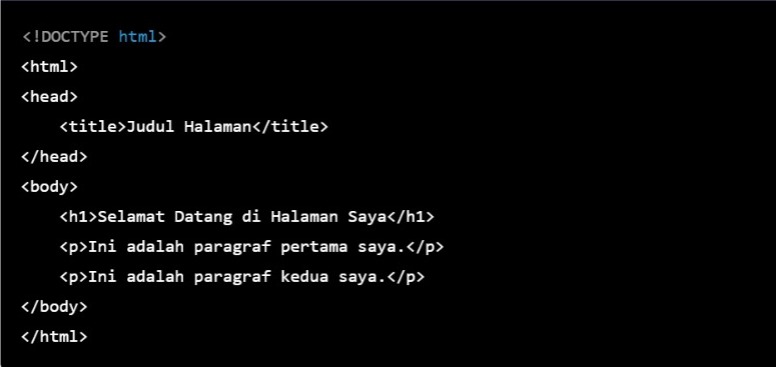 <!DOCTYPE html>
<html>
<head>
    <title>Judul Halaman</title>
</head>
<body>
    <h1>Selamat Datang di Halaman Saya</h1>
    <p>Ini adalah paragraf pertama saya.</p>
    <p>Ini adalah paragraf kedua saya.</p>
</body>
</html>